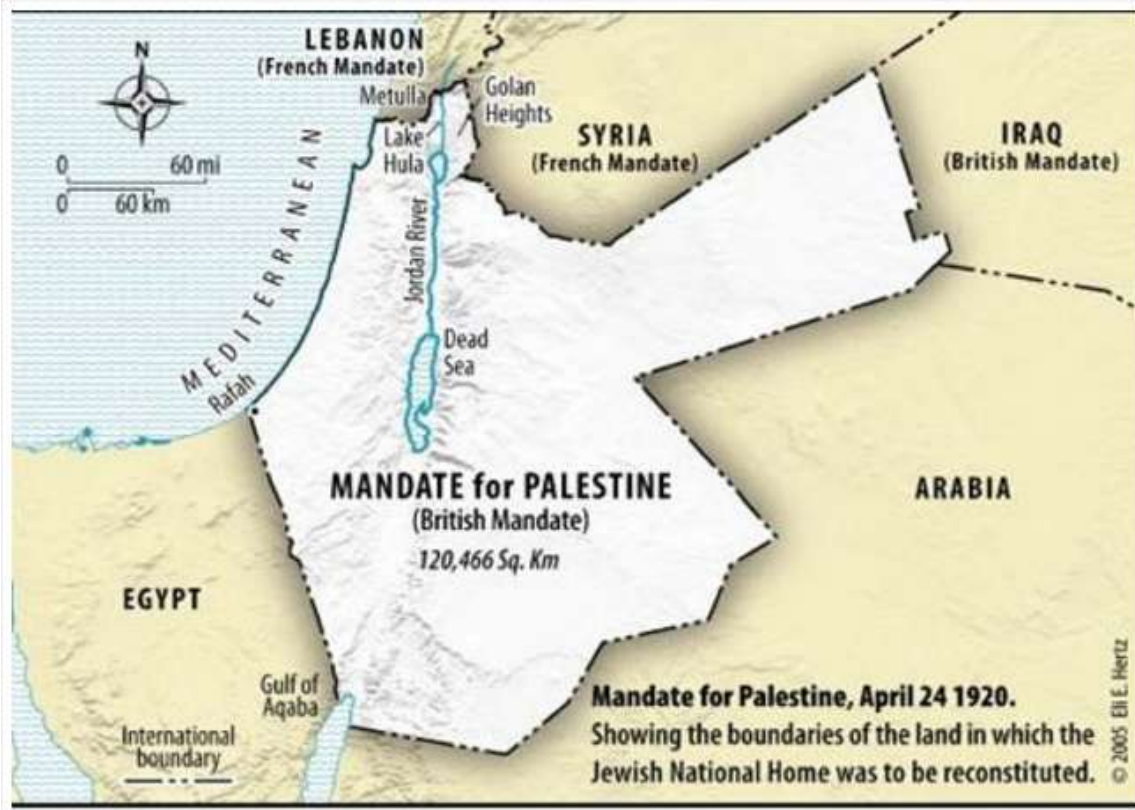 N
LEBANON
(French Mandate)
Metulla
Golan
Heights
Lake
Hula
SYRIA
(French Mandate)
IRAQ
(British Mandate)
0 60 mi
0 60 km
MEDITERRANEAN
Jordan River
Dead
Sea
Rafah
MANDATE for PALESTINE
(British Mandate)
120,466 Sq. Km
ARABIA
EGYPT
Gulf of
Aqaba
International
boundary
Mandate for Palestine, April 24 1920.
Showing the boundaries of the land in which the
Jewish National Home was to be reconstituted.
© 2005 Eli E. Hertz